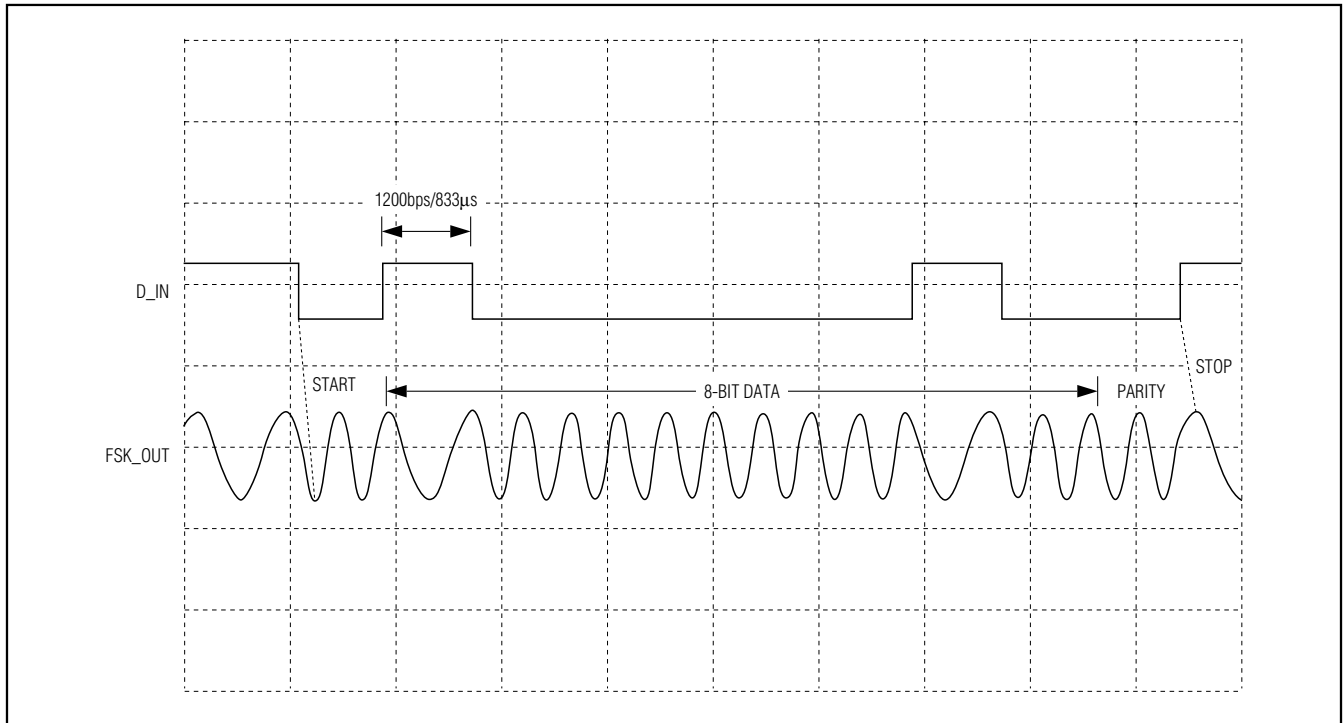 1200bps/833μs
D_IN
START
8-BIT DATA
PARITY
STOP
FSK_OUT